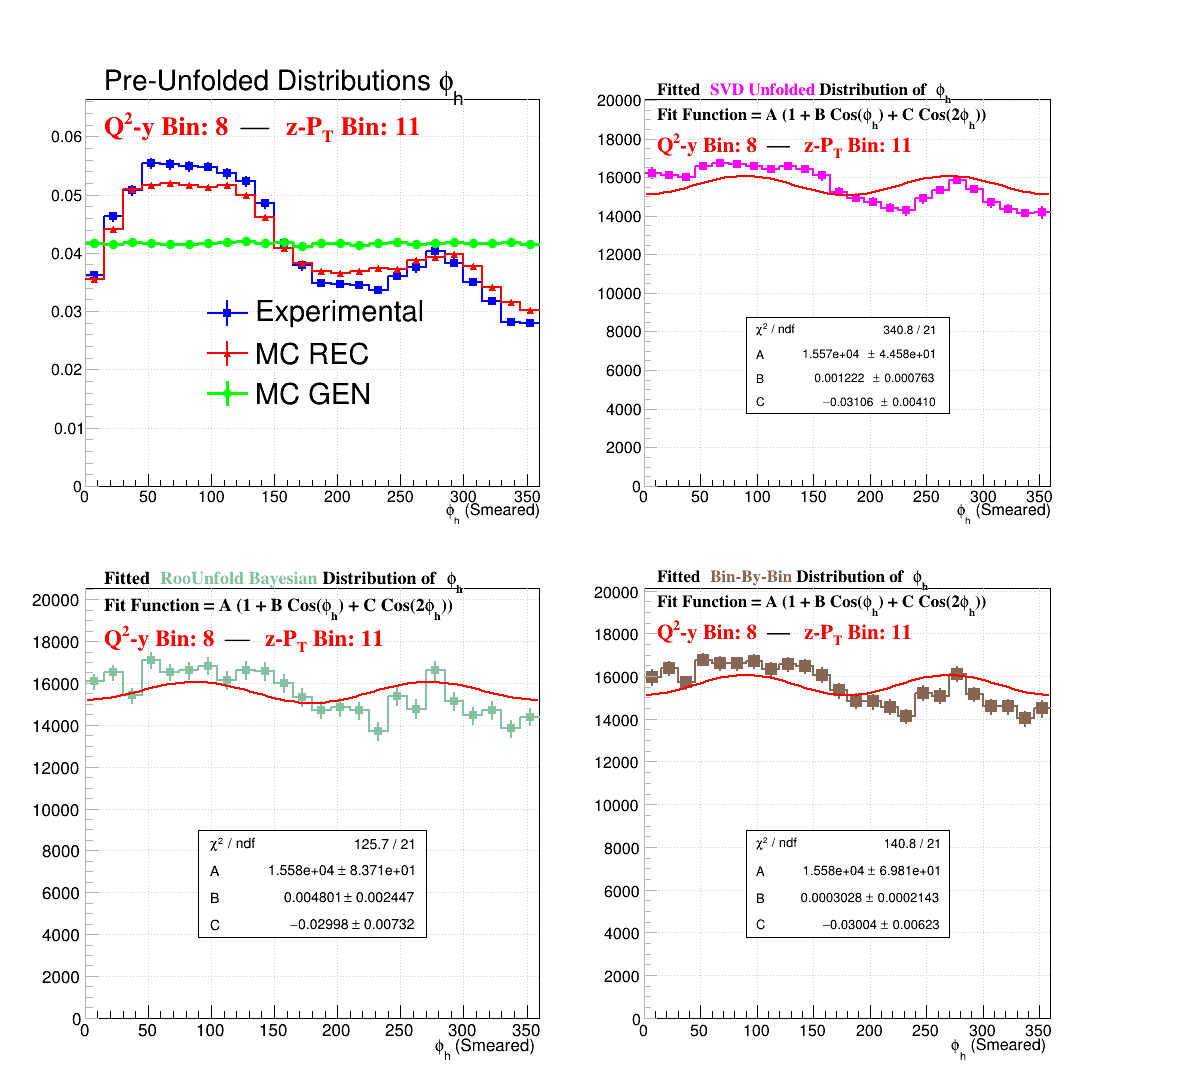 Pre-Unfolded Distributions ϕh
Q²-y Bin: 8 — z-PT Bin: 11
0.06
0.05
0.04
0.03
0.02
0.01
0
Experimental
MC REC
MC GEN
0 50 100 150 200 250 300 350
ϕh (Smeared)
Fitted SVD Unfolded Distribution of ϕh
Fit Function = A (1 + B Cos(ϕh) + C Cos(2ϕh))
Q²-y Bin: 8 — z-PT Bin: 11
20000
18000
16000
14000
12000
10000
8000
6000
4000
2000
0
χ² / ndf 340.8 / 21
A 1.557e+04 ± 4.458e+01
B 0.001222 ± 0.000763
C −0.03106 ± 0.00410
0 50 100 150 200 250 300 350
ϕh (Smeared)
Fitted RooUnfold Bayesian Distribution of ϕh
Fit Function = A (1 + B Cos(ϕh) + C Cos(2ϕh))
Q²-y Bin: 8 — z-PT Bin: 11
20000
18000
16000
14000
12000
10000
8000
6000
4000
2000
0
χ² / ndf 125.7 / 21
A 1.558e+04 ± 8.371e+01
B 0.004801 ± 0.002447
C −0.02998 ± 0.00732
0 50 100 150 200 250 300 350
ϕh (Smeared)
Fitted Bin-By-Bin Distribution of ϕh
Fit Function = A (1 + B Cos(ϕh) + C Cos(2ϕh))
Q²-y Bin: 8 — z-PT Bin: 11
20000
18000
16000
14000
12000
10000
8000
6000
4000
2000
0
χ² / ndf 140.8 / 21
A 1.558e+04 ± 6.981e+01
B 0.0003028 ± 0.0002143
C −0.03004 ± 0.00623
0 50 100 150 200 250 300 350
ϕh (Smeared)